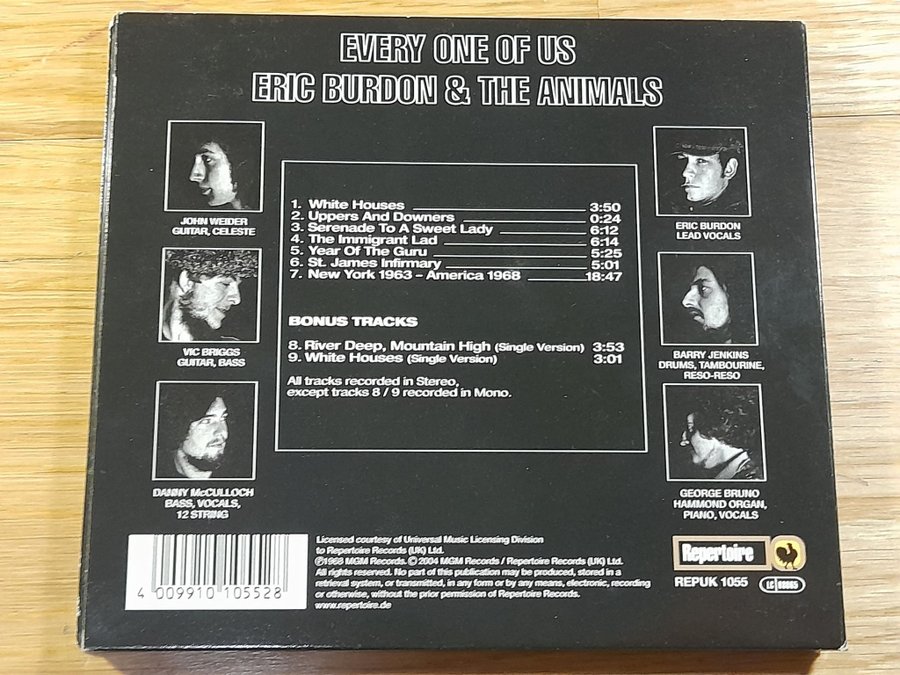 EVERY ONE OF US
ERIC BURDON & THE ANIMALS
JOHN WEIDER
GUITAR, CELESTE
VIC BRIGGS
GUITAR, BASS
DANNY McCULLOCH
BASS, VOCALS,
12 STRING
1. White Houses 3:50
2. Uppers And Downers 0:24
3. Serenade To A Sweet Lady 6:12
4. The Immigrant Lad 6:14
5. Year Of The Guru 5:25
6. St. James Infirmary 5:01
7. New York 1963 – America 1968 18:47
BONUS TRACKS
8. River Deep, Mountain High (Single Version) 3:53
9. White Houses (Single Version) 3:01
All tracks recorded in Stereo,
except tracks 8 / 9 recorded in Mono.
ERIC BURDON
LEAD VOCALS
BARRY JENKINS
DRUMS, TAMBOURINE,
RESO-RESO
GEORGE BRUNO
HAMMOND ORGAN,
PIANO, VOCALS
4 009910 105528
Licensed courtesy of Universal Music Licensing Division
to Repertoire Records (UK) Ltd.
℗1968 MGM Records. ©2004 MGM Records / Repertoire Records (UK) Ltd.
All rights reserved. No part of this publication may be produced, stored in a
retrieval system, or transmitted, in any form or by any means, electronic, recording
or otherwise, without the prior permission of Repertoire Records.
www.repertoire.de
Repertoire
REPUK 1055
LC